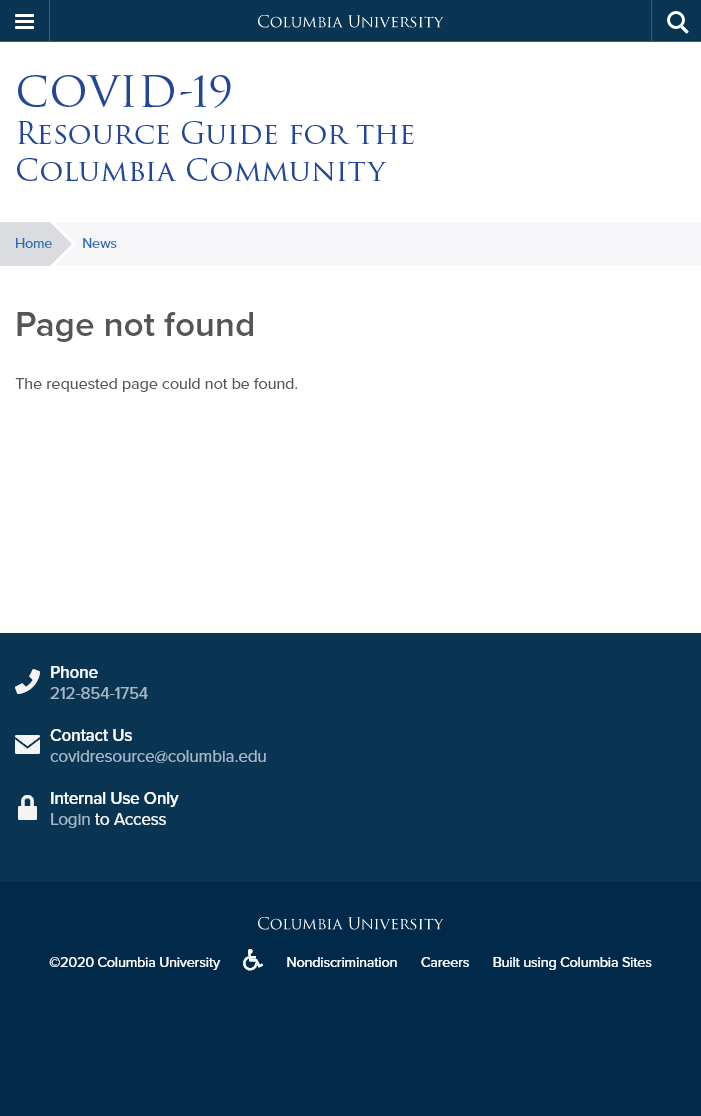 Columbia University
COVID-19
Resource Guide for the
Columbia Community
Home
News
Page not found
The requested page could not be found.
Phone
212-854-1754
Contact Us
covidresource@columbia.edu
Internal Use Only
Login to Access
Columbia University
©2020 Columbia University Nondiscrimination Careers Built using Columbia Sites